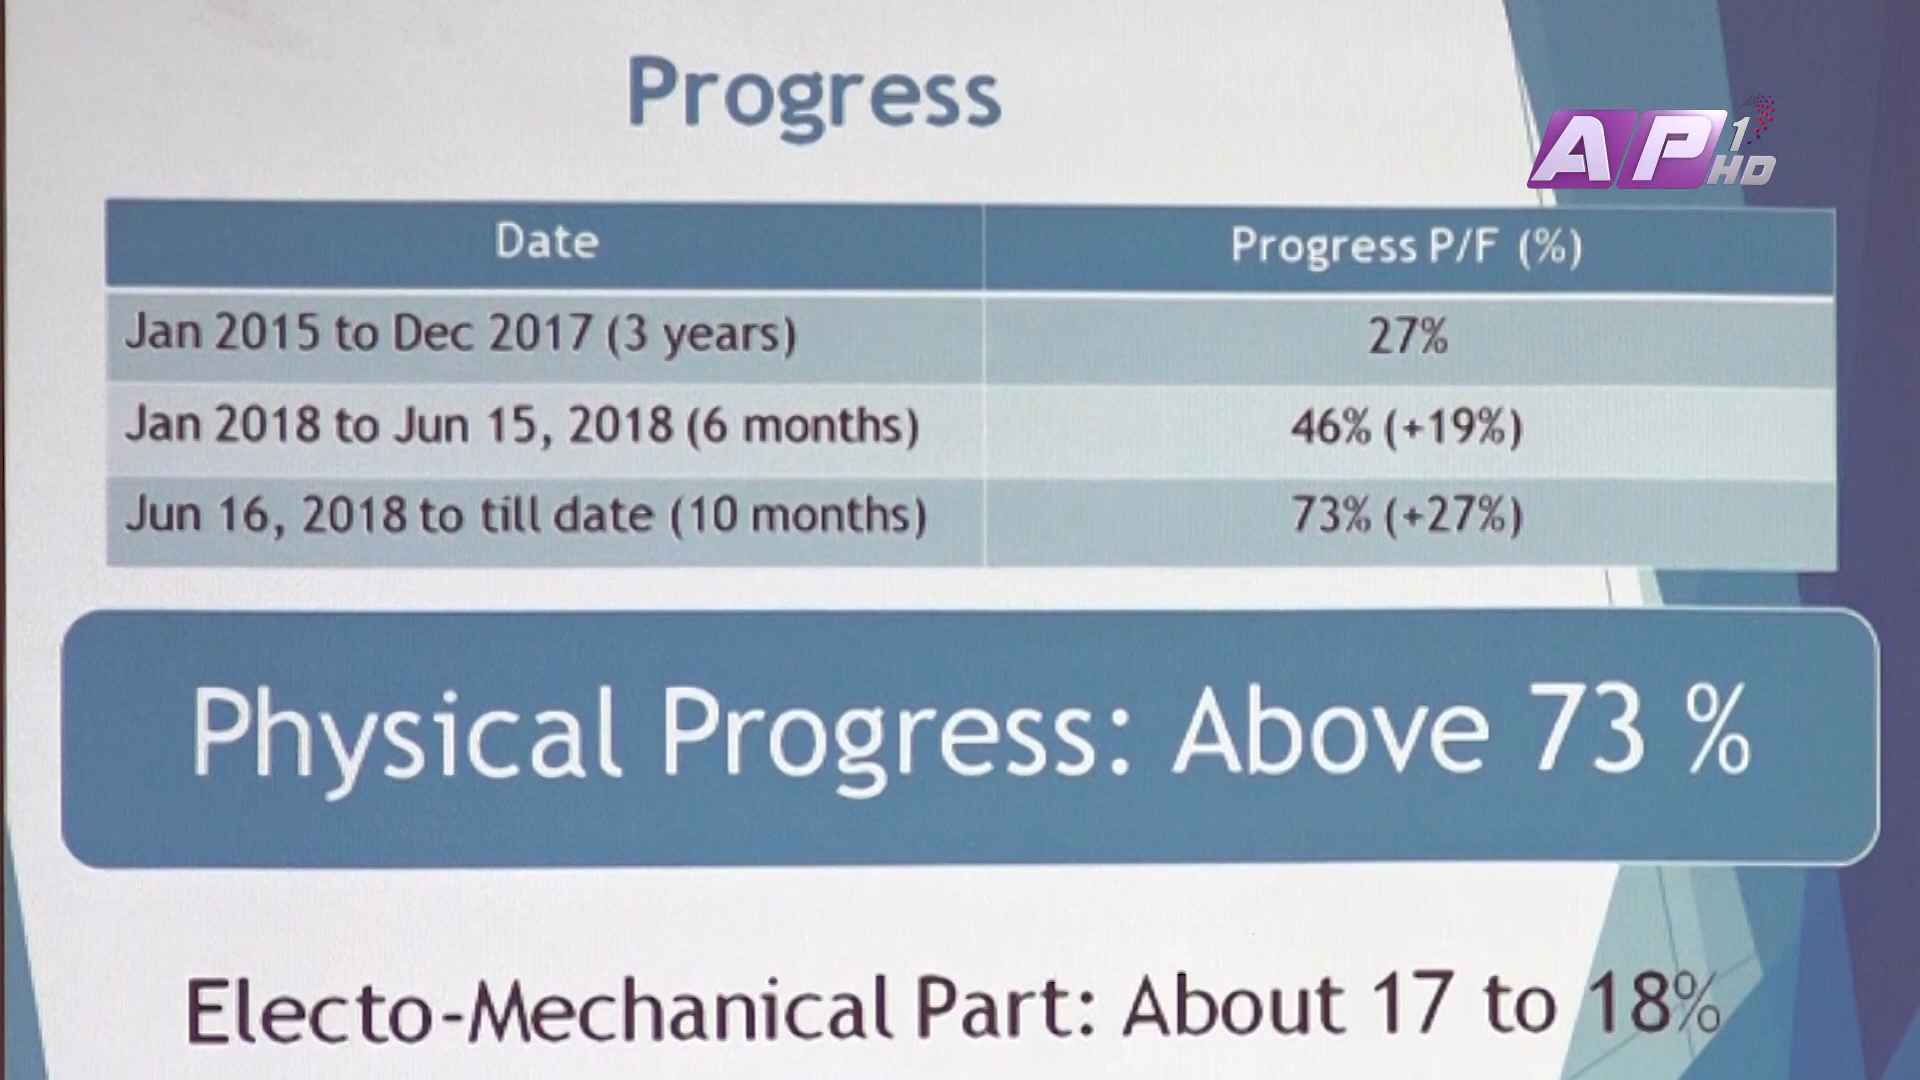 Progress
AP1 HD
Date Progress P/F (%)
Jan 2015 to Dec 2017 (3 years) 27%
Jan 2018 to Jun 15, 2018 (6 months) 46% (+19%)
Jun 16, 2018 to till date (10 months) 73% (+27%)
Physical Progress: Above 73 %
Electo-Mechanical Part: About 17 to 18%